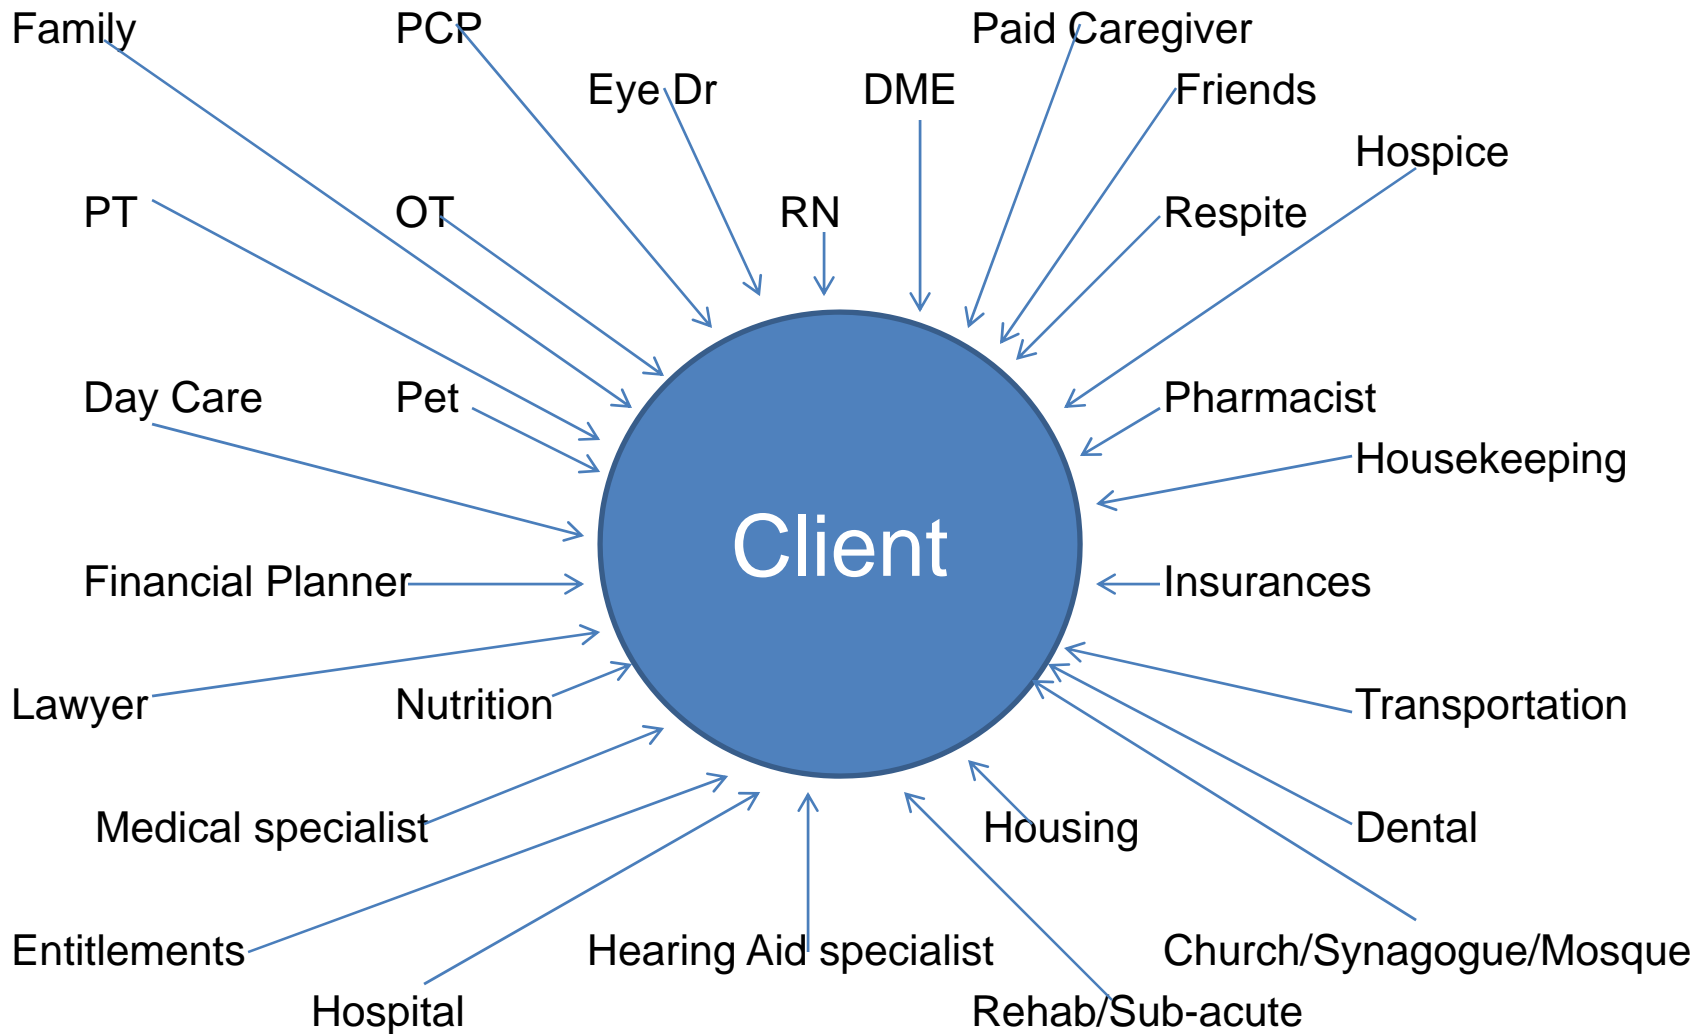 Family
PCP
Paid Caregiver
Eye Dr
DME
Friends
Hospice
PT
OT
RN
Respite
Day Care
Pet
Pharmacist
Housekeeping
Client
Financial Planner
Insurances
Lawyer
Nutrition
Transportation
Medical specialist
Housing
Dental
Entitlements
Hearing Aid specialist
Church/Synagogue/Mosque
Hospital
Rehab/Sub-acute